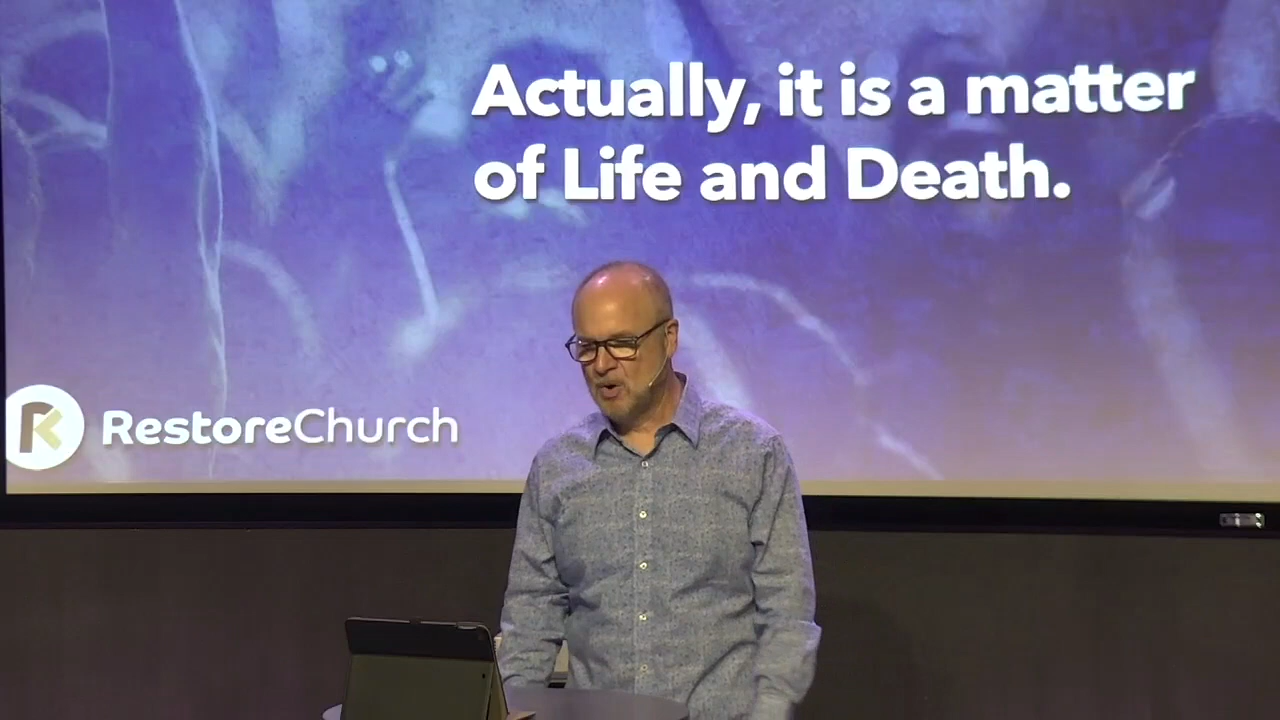 Actually, it is a matter
of Life and Death.
RestoreChurch